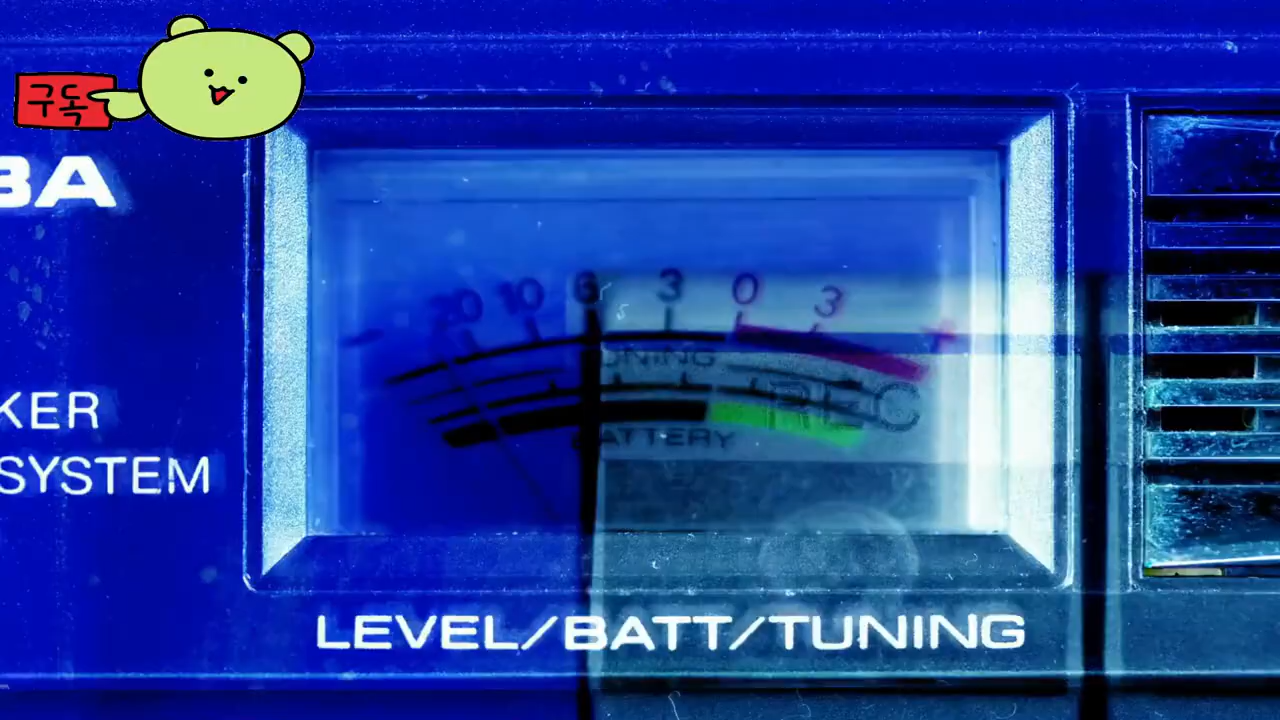 구독
BA
20 10 6 3 0 3 +
TUNING
REC
BATTERY
KER
SYSTEM
LEVEL/BATT/TUNING